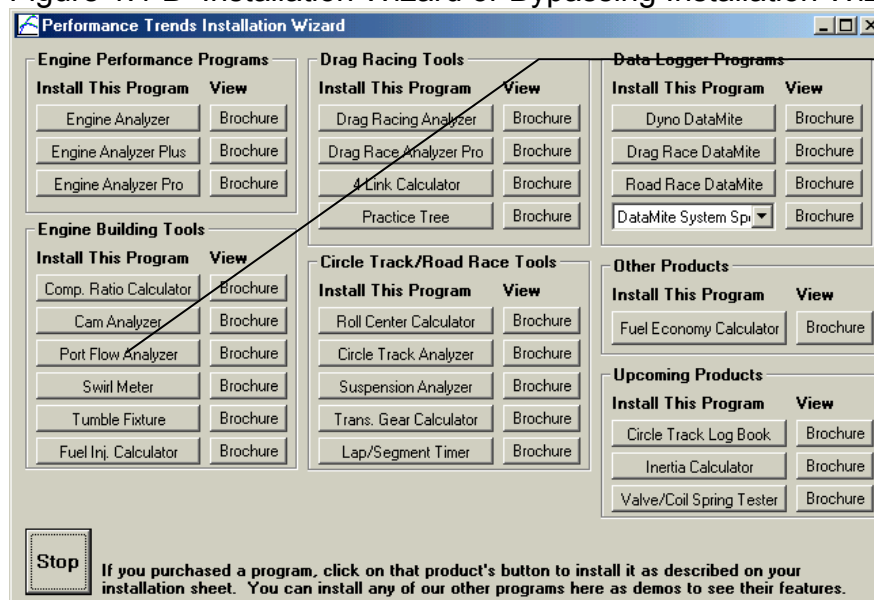 Performance Trends Installation Wizard
Engine Performance Programs
Install This Program View
Engine Analyzer Brochure
Engine Analyzer Plus Brochure
Engine Analyzer Pro Brochure
Engine Building Tools
Install This Program View
Comp. Ratio Calculator Brochure
Cam Analyzer Brochure
Port Flow Analyzer Brochure
Swirl Meter Brochure
Tumble Fixture Brochure
Fuel Inj. Calculator Brochure
Drag Racing Tools
Install This Program View
Drag Racing Analyzer Brochure
Drag Race Analyzer Pro Brochure
4 Link Calculator Brochure
Practice Tree Brochure
Circle Track/Road Race Tools
Install This Program View
Roll Center Calculator Brochure
Circle Track Analyzer Brochure
Suspension Analyzer Brochure
Trans. Gear Calculator Brochure
Lap/Segment Timer Brochure
Data Logger Programs
Install This Program View
Dyno DataMite Brochure
Drag Race DataMite Brochure
Road Race DataMite Brochure
DataMite System Sp Brochure
Other Products
Install This Program View
Fuel Economy Calculator Brochure
Upcoming Products
Install This Program View
Circle Track Log Book Brochure
Inertia Calculator Brochure
Valve/Coil Spring Tester Brochure
Stop
If you purchased a program, click on that product's button to install it as described on your
installation sheet. You can install any of our other programs here as demos to see their features.